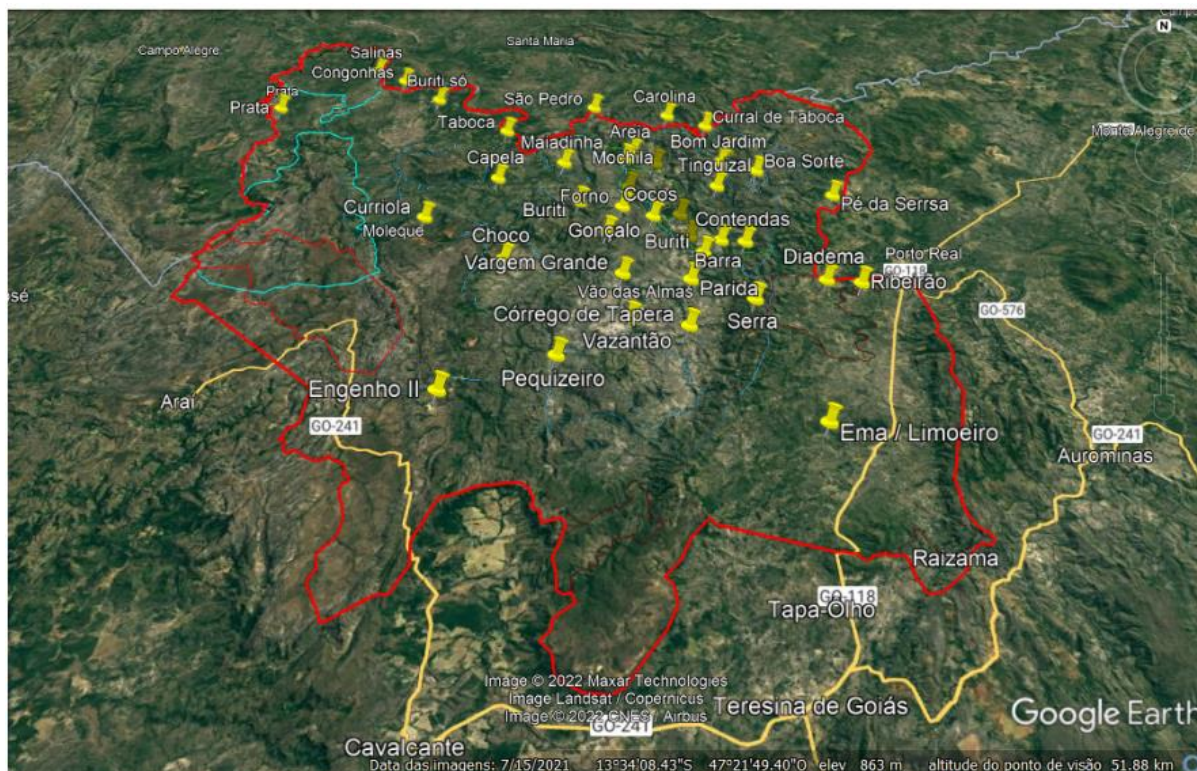 Campo Alegre
Santa Maria
N
Salinas
Congonhas
Buriti só
Prata
Prata
São Pedro
Carolina
Curral de Taboca
Taboca
Areia
Bom Jardim
Monte Alegre de
Maiadinha
Mochila
Tinguizal
Boa Sorte
Capela
Forno
Cocos
Pé da Serrsa
Curriola
Buriti
Contendas
Moleque
Choco
Gonçalo
Buriti
Diadema
Porto Real
Vargem Grande
Barra
GO-118
Ribeirão
osé
Vão das Almas
Parida
Córrego de Tapera
Serra
GO-576
Vazantão
Pequizeiro
Engenho II
Araí
GO-241
Ema / Limoeiro
GO-241
Aurominas
Raizama
GO-118
Tapa-Olho
Image © 2022 Maxar Technologies
Image Landsat / Copernicus
Image © 2022 CNES / Airbus
Teresina de Goiás
Google Earth
GO-241
Cavalcante
Data das imagens: 7/15/2021 13°34'08.43"S 47°21'49.40"O elev 863 m altitude do ponto de visão 51.88 km